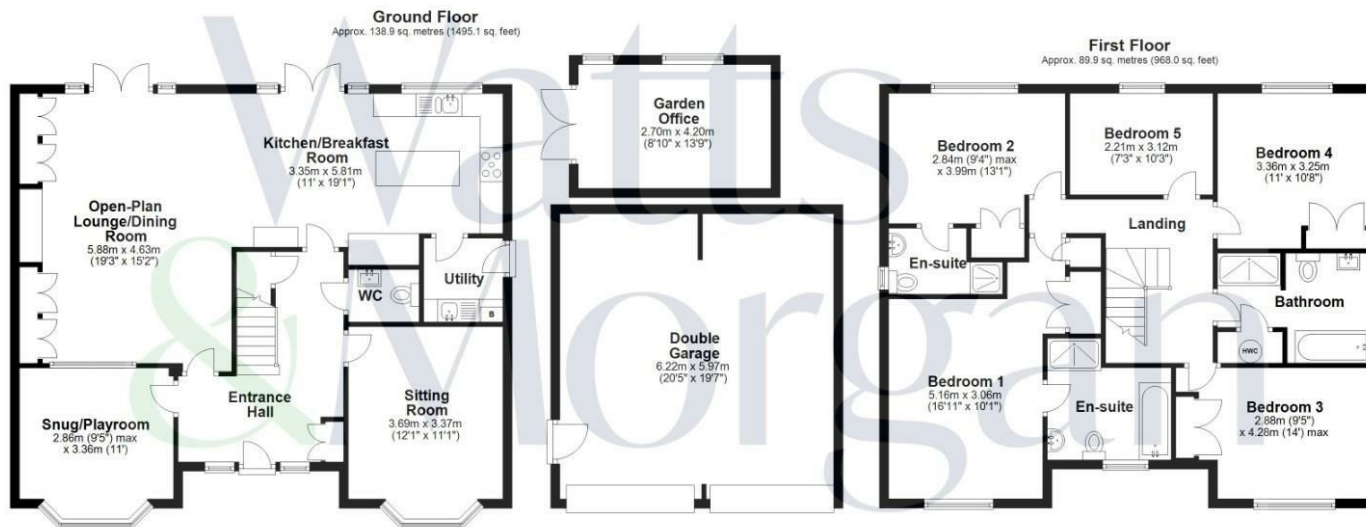 Ground Floor
Approx. 138.9 sq. metres (1495.1 sq. feet)
Kitchen/Breakfast
Room
3.35m x 5.81m
(11' x 19'1")
Open-Plan
Lounge/Dining
Room
5.88m x 4.63m
(19'3" x 15'2")
WC
Utility
B
Entrance
Hall
Snug/Playroom
2.86m (9'5") max
x 3.36m (11')
Sitting
Room
3.69m x 3.37m
(12'1" x 11'1")
Garden
Office
2.70m x 4.20m
(8'10" x 13'9")
Double
Garage
6.22m x 5.97m
(20'5" x 19'7")
First Floor
Approx. 89.9 sq. metres (968.0 sq. feet)
Bedroom 2
2.84m (9'4") max
x 3.99m (13'1")
Bedroom 5
2.21m x 3.12m
(7'3" x 10'3")
Bedroom 4
3.36m x 3.25m
(11' x 10'8")
Landing
En-suite
Bathroom
HWC
Bedroom 1
5.16m x 3.06m
(16'11" x 10'1")
En-suite
Bedroom 3
2.88m (9'5")
x 4.28m (14') max
Watts
& Morgan